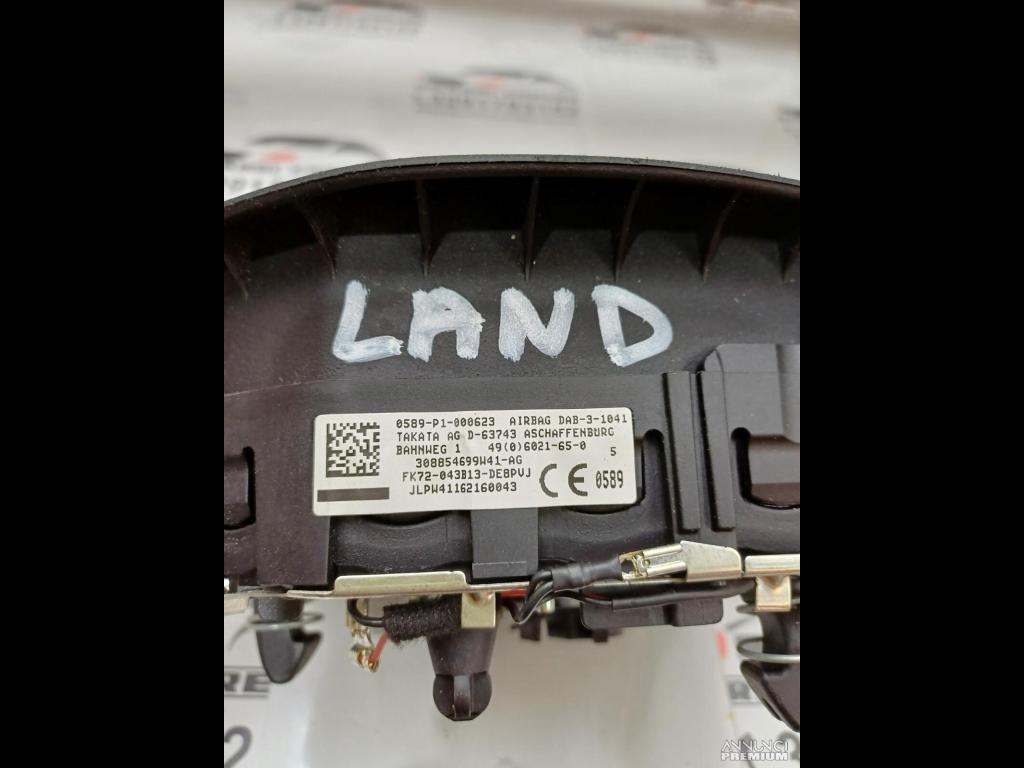 LAND
0589-P1-000623 AIRBAG DAB-3-1041
TAKATA AG D-63743 ASCHAFFENBURG
BAHNWEG 1 49(0)6021-65-0 5
308854699W41-AG
FK72-043B13-DE8PVJ
JLPW41162160043
CE 0589
ANNUNCI
PREMIUM